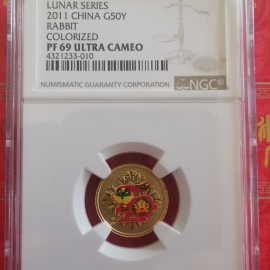 LUNAR SERIES
2011 CHINA G50Y
RABBIT
COLORIZED
PF 69 ULTRA CAMEO
4321233-010
NUMISMATIC GUARANTY CORPORATION
NGC